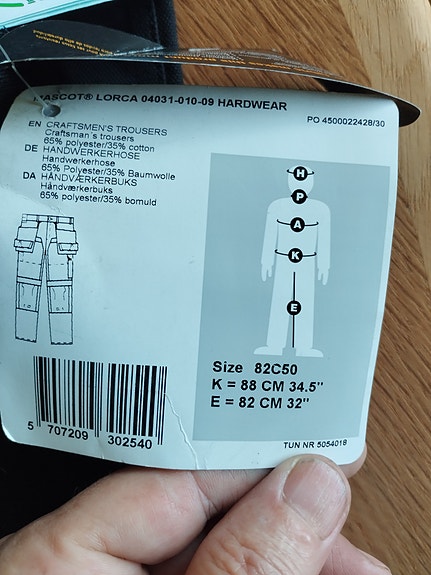 MASCOT® LORCA 04031-010-09 HARDWEAR
PO 4500022428/30
EN CRAFTSMEN'S TROUSERS
Craftsman's trousers
65% polyester/35% cotton
DE HANDWERKERHOSE
Handwerkerhose
65% Polyester/35% Baumwolle
DA HÅNDVÆRKERBUKS
Håndværkerbuks
65% polyester/35% bomuld
H
P
A
K
E
Size 82C50
K = 88 CM 34.5"
E = 82 CM 32"
5 707209 302540
TUN NR 5054018